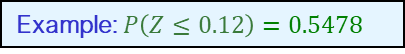 Example: P(Z ≤ 0.12) = 0.5478